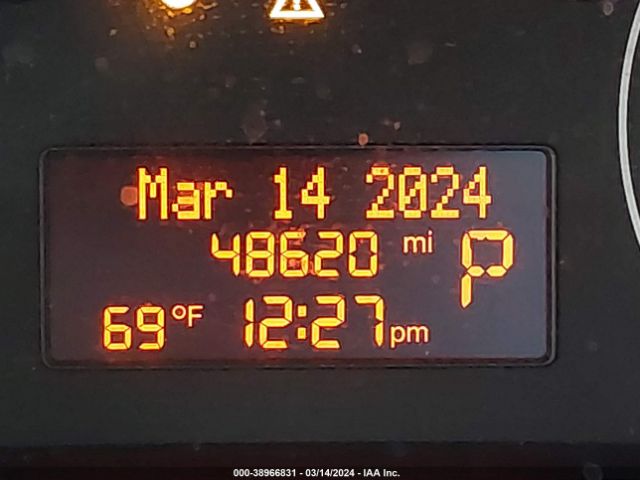 Mar 14 2024
48620 mi P
69°F 12:27pm
000-38966831 - 03/14/2024 - IAA Inc.